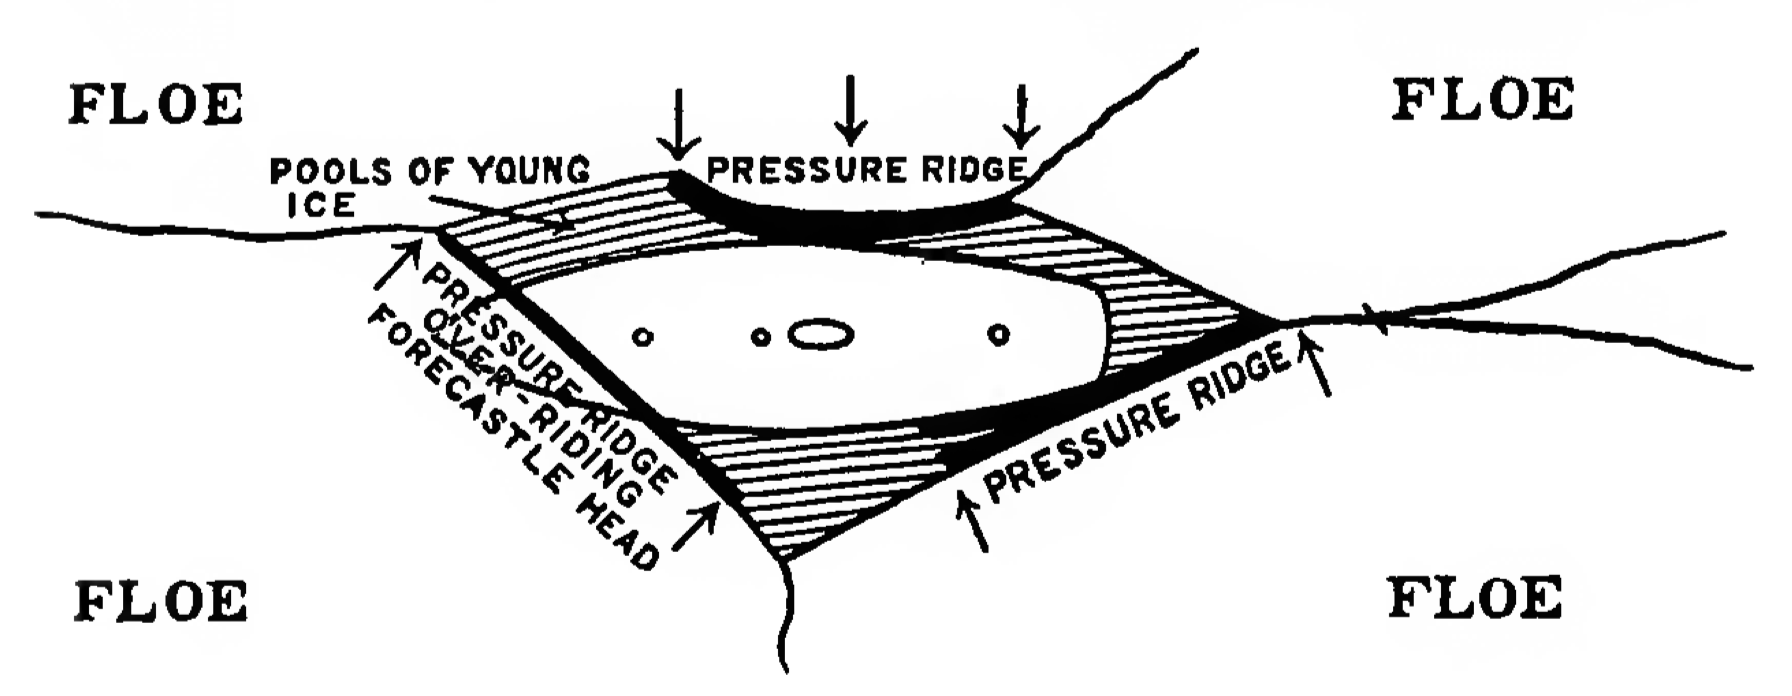 FLOE
FLOE
POOLS OF YOUNG
ICE
PRESSURE RIDGE
PRESSURE RIDGE
OVER-RIDING
FORECASTLE HEAD
PRESSURE RIDGE
FLOE
FLOE